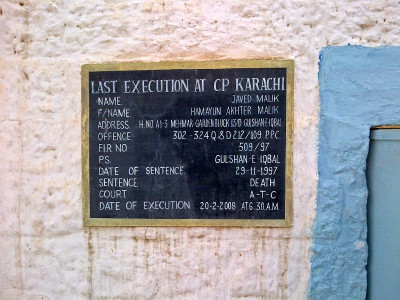 LAST EXECUTION AT CP KARACHI
NAME JAVED MALIK
F/NAME HAMAYUN AKHTER MALIK
ADDRESS H.NO A1-3 MEHMAR GARDEN BLOCK GULSHAN-E-IQBAL
OFFENCE 302-324 Q & D 212/109 P.P.C
FIR NO 509/97
P.S. GULSHAN-E IQBAL
DATE OF SENTENCE 29-11-1997
SENTENCE DEATH
COURT A-T-C
DATE OF EXECUTION 20-2-2008 AT 6.30 A.M.